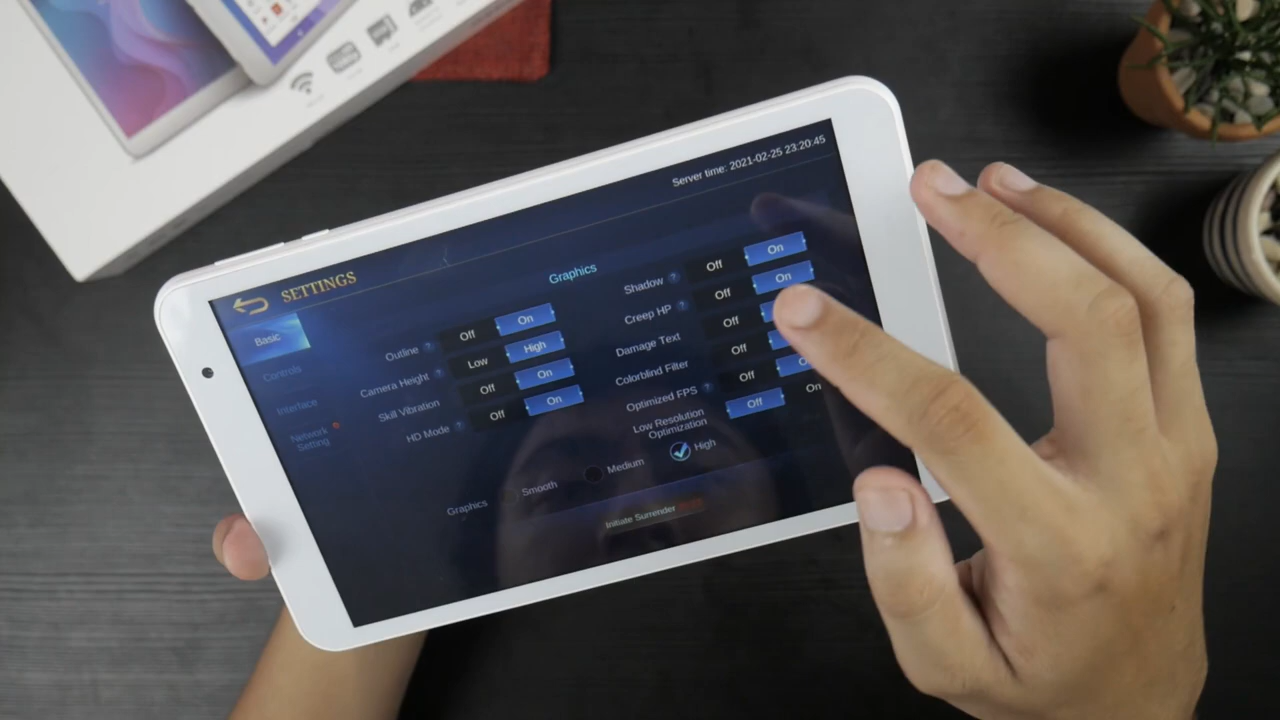 Server time: 2021-02-25 23:20:45
SETTINGS
Basic
Controls
Interface
Network
Setting
Graphics
Outline ? Off On
Camera Height ? Low High
Skill Vibration Off On
HD Mode ? Off On
Shadow ? Off On
Creep HP ? Off On
Damage Text Off
Colorblind Filter Off
Optimized FPS ? Off
Low Resolution
Optimization Off On
Graphics Smooth Medium High
Initiate Surrender